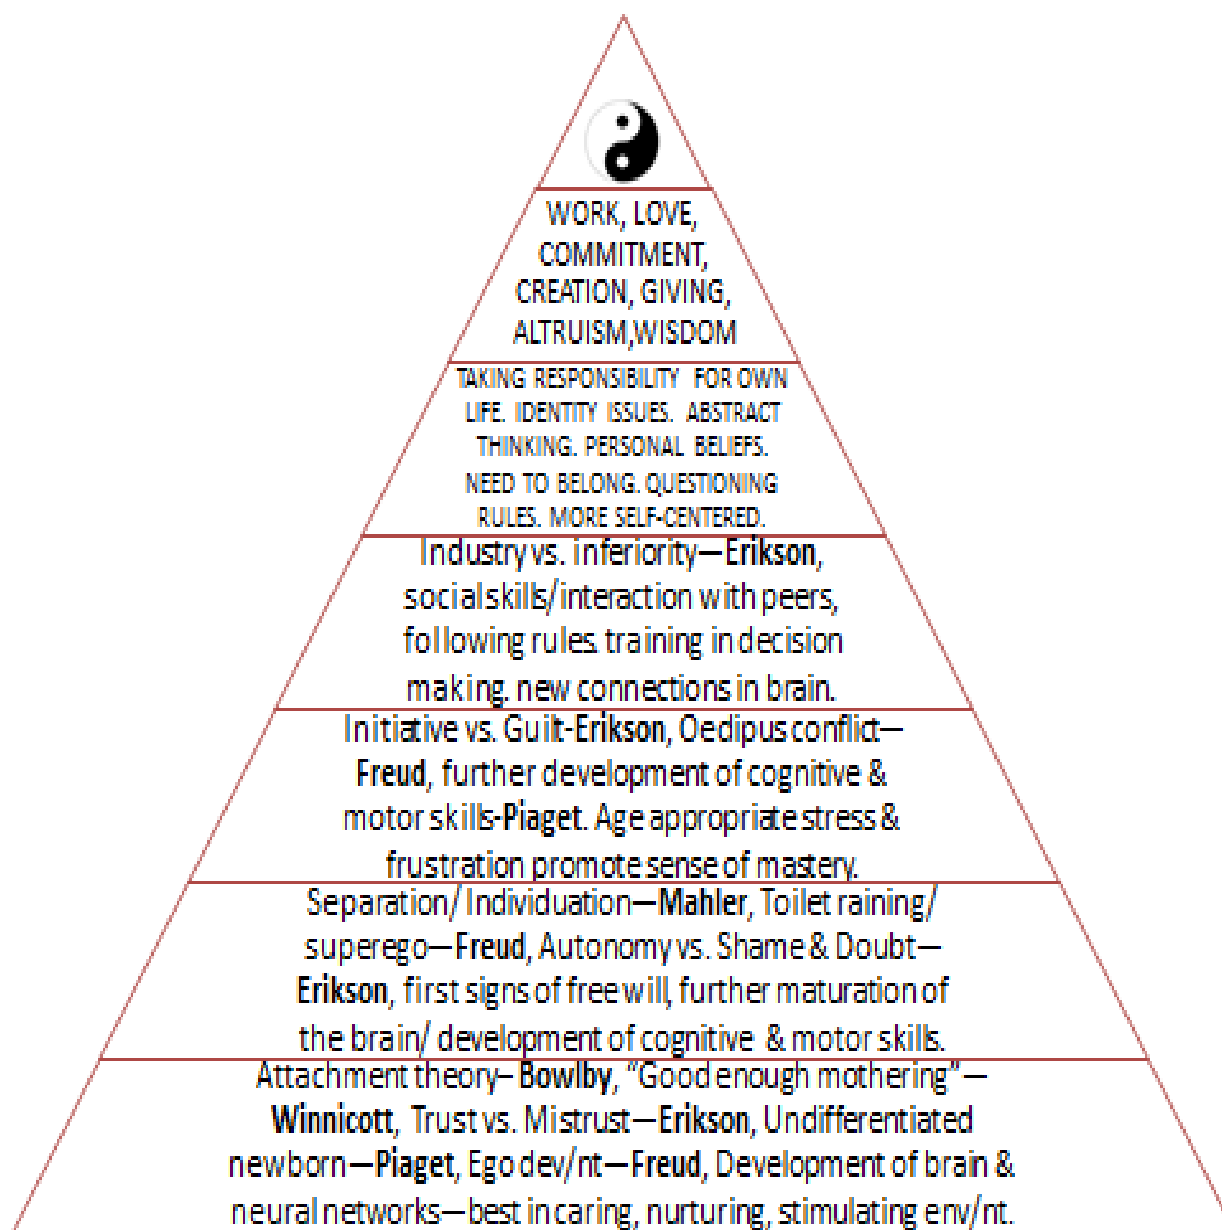 WORK, LOVE,
COMMITMENT,
CREATION, GIVING,
ALTRUISM,WISDOM
TAKING RESPONSIBILITY FOR OWN
LIFE. IDENTITY ISSUES. ABSTRACT
THINKING. PERSONAL BELIEFS.
NEED TO BELONG. QUESTIONING
RULES. MORE SELF-CENTERED.
Industry vs. inferiority—Erikson,
social skills/interaction with peers,
following rules. training in decision
making. new connections in brain.
Initiative vs. Guilt-Erikson, Oedipus conflict—
Freud, further development of cognitive &
motor skills-Piaget. Age appropriate stress &
frustration promote sense of mastery.
Separation/ Individuation—Mahler, Toilet raining/
superego—Freud, Autonomy vs. Shame & Doubt—
Erikson, first signs of free will, further maturation of
the brain/ development of cognitive & motor skills.
Attachment theory– Bowlby, “Good enough mothering” —
Winnicott, Trust vs. Mistrust—Erikson, Undifferentiated
newborn—Piaget, Ego dev/nt—Freud, Development of brain &
neural networks—best in caring, nurturing, stimulating env/nt.